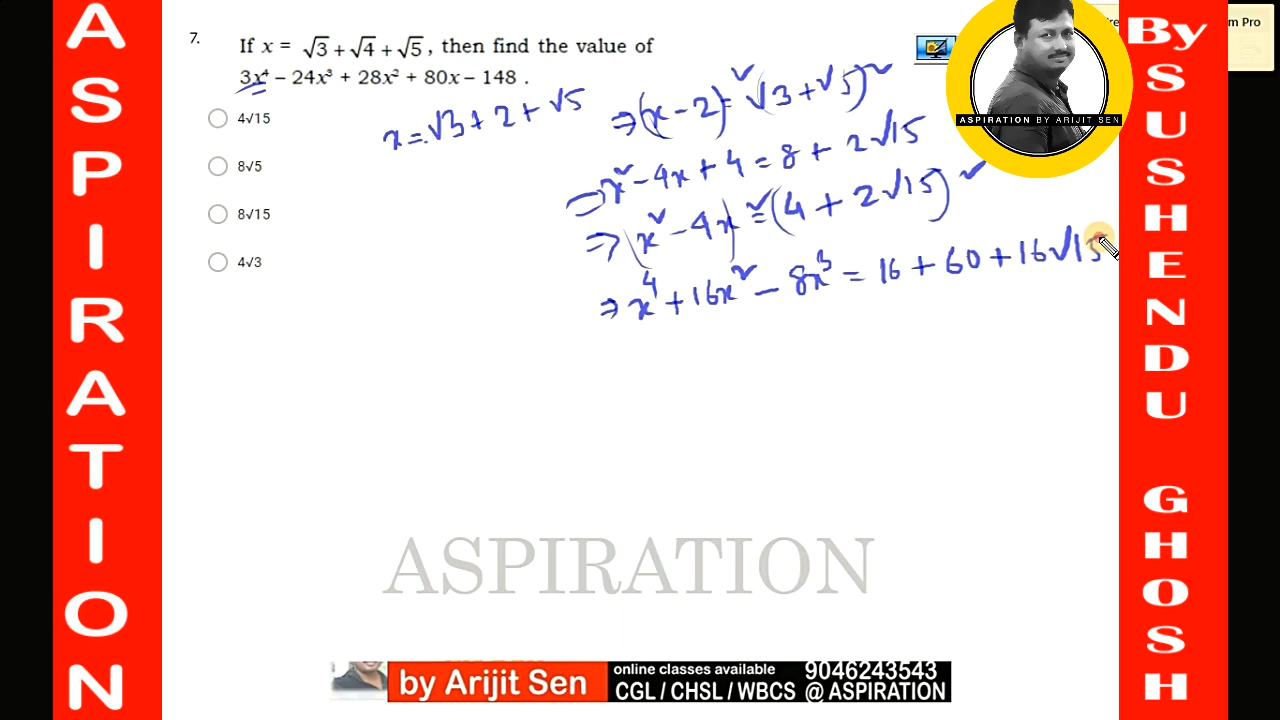 ASPIRATION
7.
If x = √3 + √4 + √5, then find the value of
3x⁴ − 24x³ + 28x² + 80x − 148 .
4√15
8√5
8√15
4√3
x = √3 + 2 + √5
⇒ (x − 2)² = (√3 + √5)²
⇒ x² − 4x + 4 = 8 + 2√15
⇒ (x² − 4x)² = (4 + 2√15)²
⇒ x⁴ + 16x² − 8x³ = 16 + 60 + 16√15
ASPIRATION BY ARIJIT SEN
m Pro
By SUSHENDU GHOSH
ASPIRATION
by Arijit Sen
online classes available 9046243543
CGL / CHSL / WBCS @ ASPIRATION